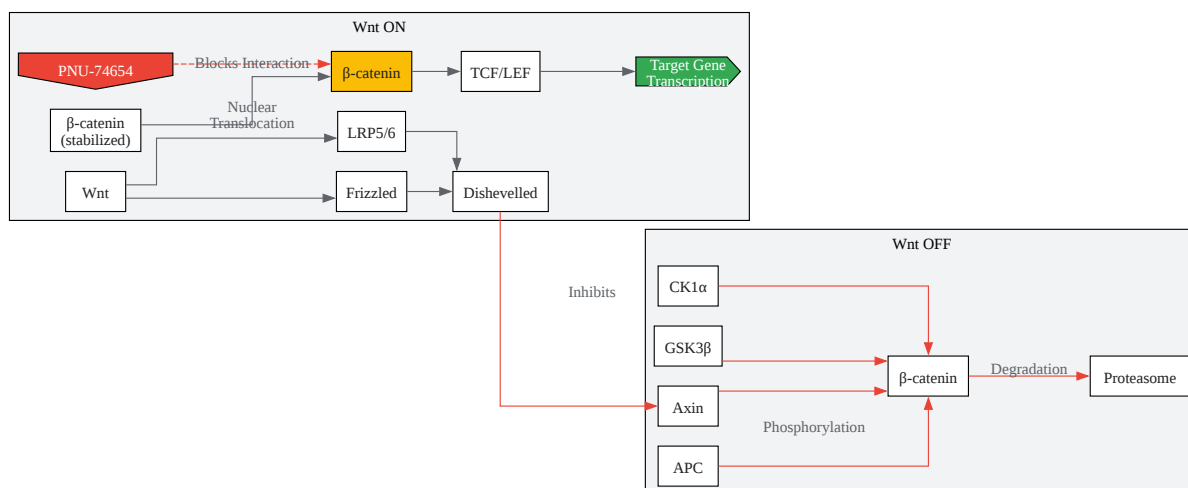 Wnt ON
PNU-74654
Blocks Interaction
β-catenin
TCF/LEF
Target Gene
Transcription
β-catenin
(stabilized)
Nuclear
Translocation
LRP5/6
Wnt
Frizzled
Dishevelled
Inhibits
Wnt OFF
CK1α
GSK3β
β-catenin
Degradation
Proteasome
Axin
Phosphorylation
APC